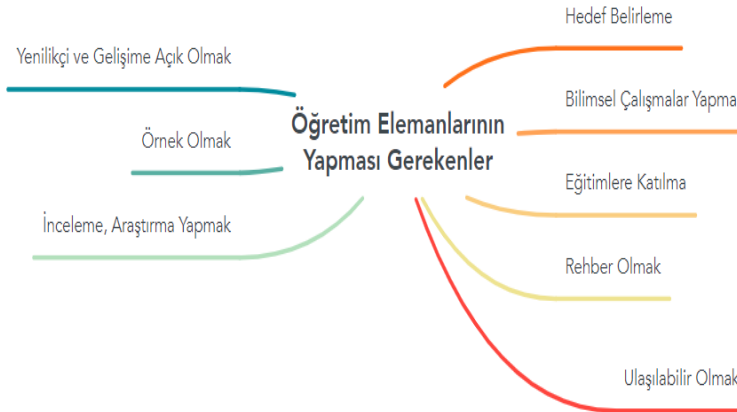 Öğretim Elemanlarının
Yapması Gerekenler
Hedef Belirleme
Bilimsel Çalışmalar Yapma
Eğitimlere Katılma
Rehber Olmak
Ulaşılabilir Olmak
Yenilikçi ve Gelişime Açık Olmak
Örnek Olmak
İnceleme, Araştırma Yapmak